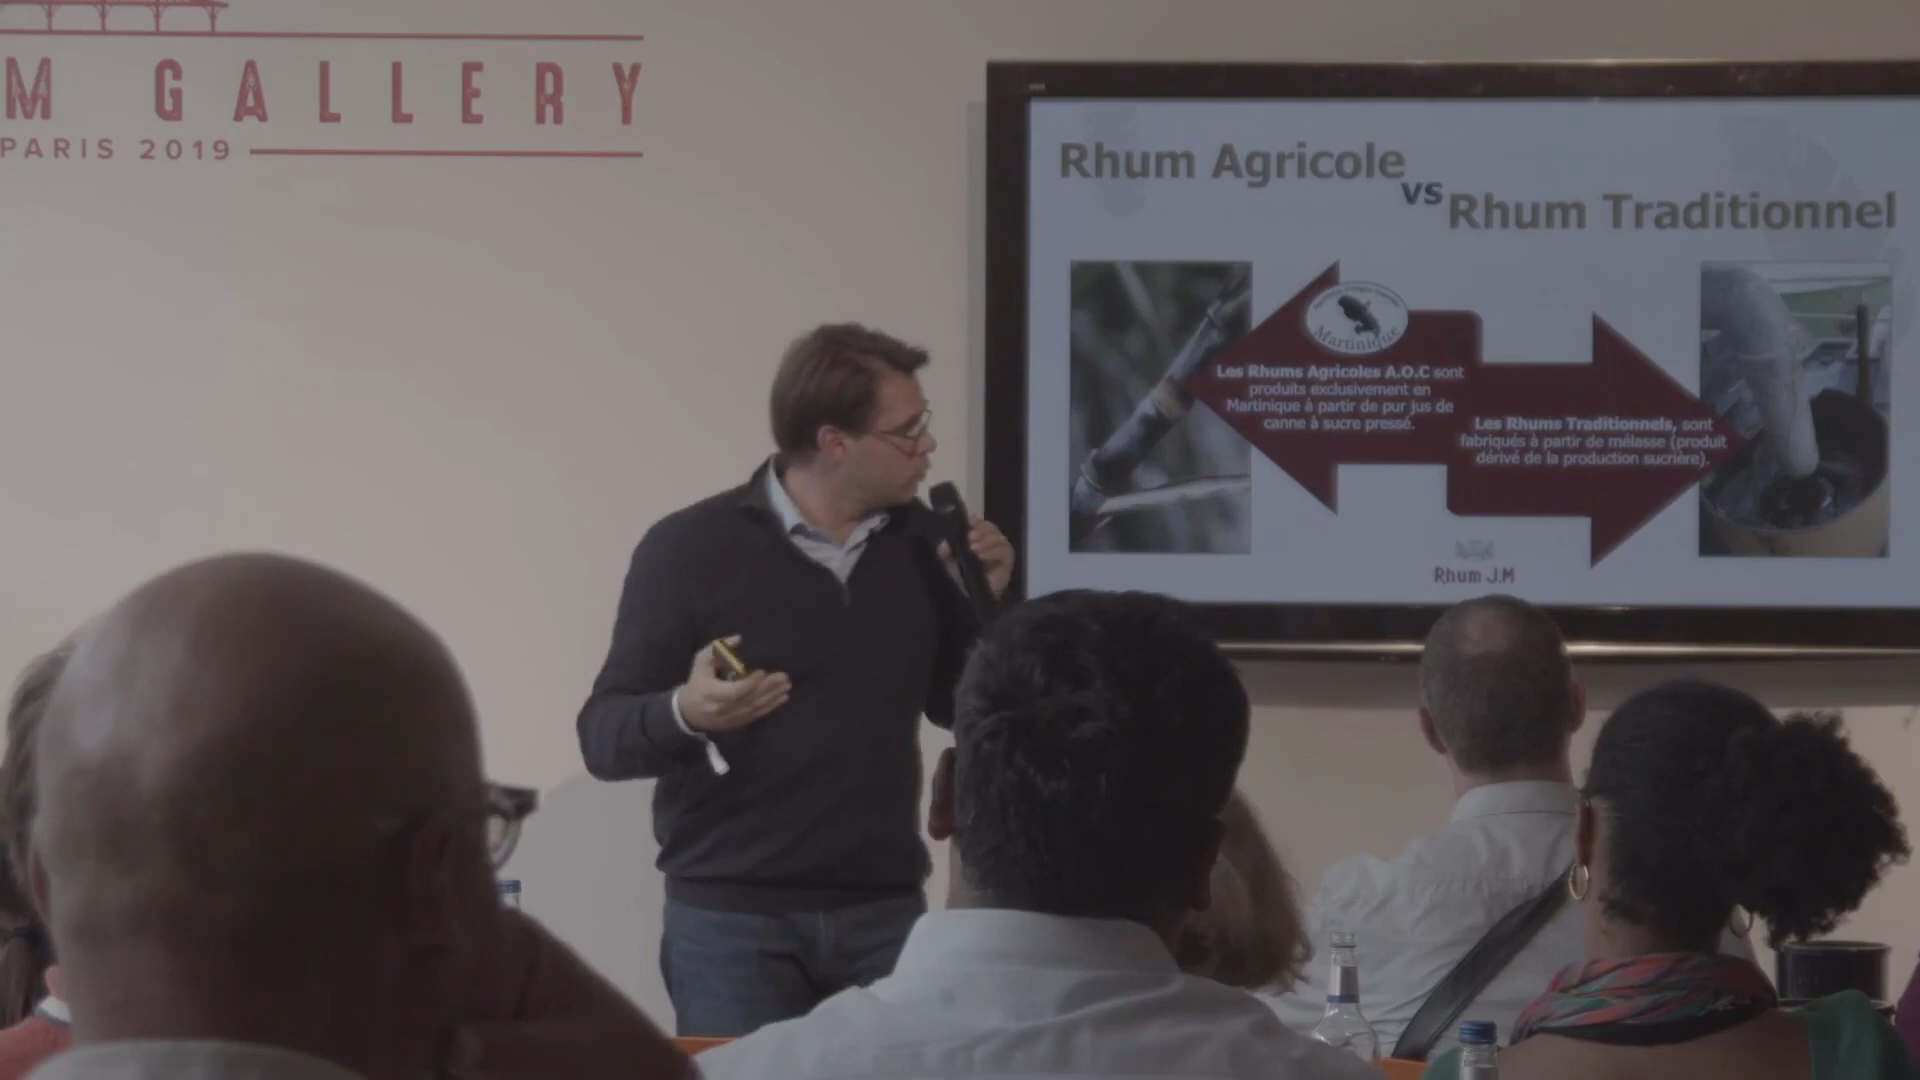 M GALLERY
PARIS 2019
Rhum Agricole
vs
Rhum Traditionnel
Martinique
Les Rhums Agricoles A.O.C sont
produits exclusivement en
Martinique à partir de pur jus de
canne à sucre pressé.
Les Rhums Traditionnels, sont
fabriqués à partir de mélasse (produit
dérivé de la production sucrière).
Rhum J.M